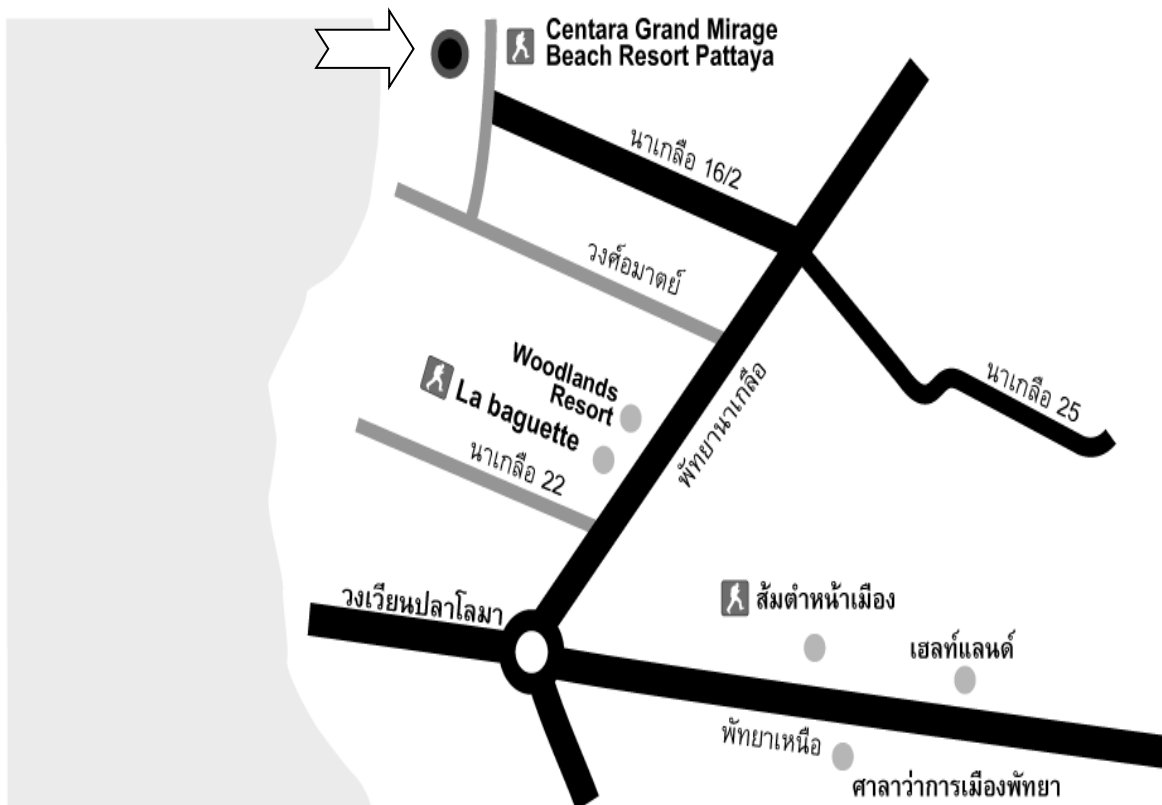 Centara Grand Mirage
Beach Resort Pattaya
นาเกลือ 16/2
วงศ์อมาตย์
Woodlands
Resort
La baguette
นาเกลือ 22
พัทยานาเกลือ
นาเกลือ 25
วงเวียนปลาโลมา
ส้มตำหน้าเมือง
เฮลท์แลนด์
พัทยาเหนือ
ศาลาว่าการเมืองพัทยา